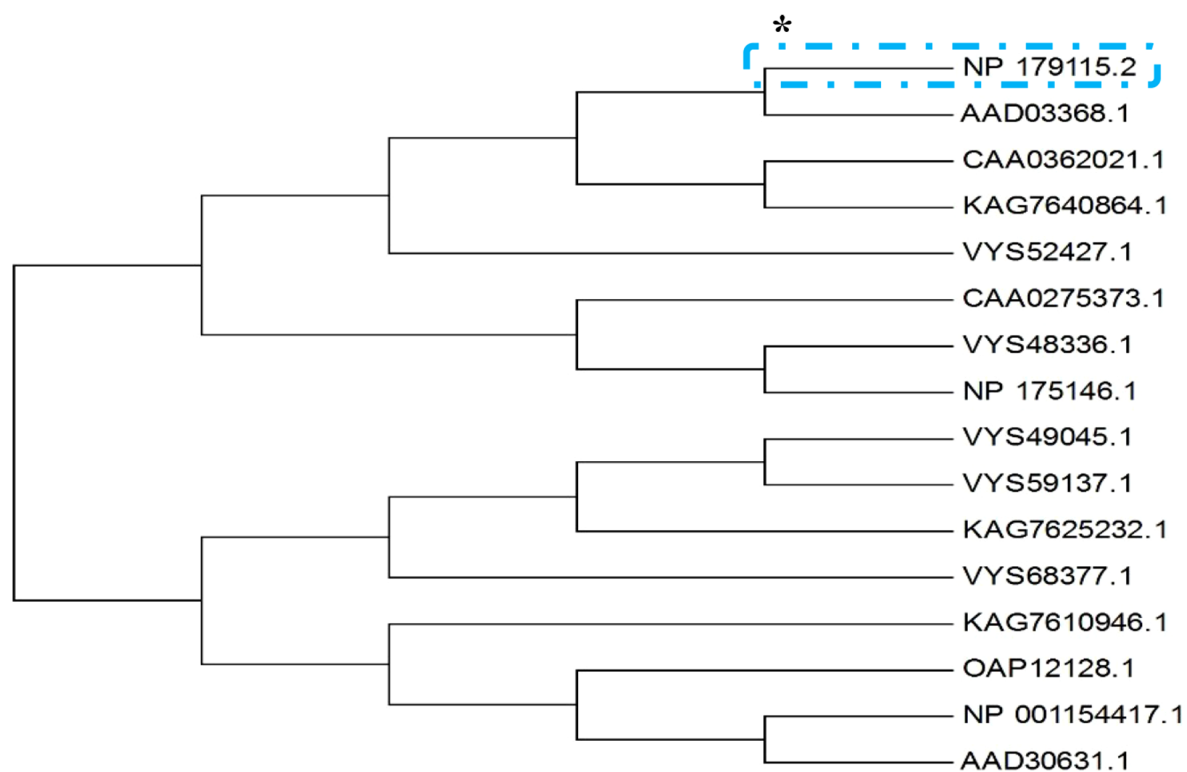 *
NP 179115.2
AAD03368.1
CAA0362021.1
KAG7640864.1
VYS52427.1
CAA0275373.1
VYS48336.1
NP 175146.1
VYS49045.1
VYS59137.1
KAG7625232.1
VYS68377.1
KAG7610946.1
OAP12128.1
NP 001154417.1
AAD30631.1